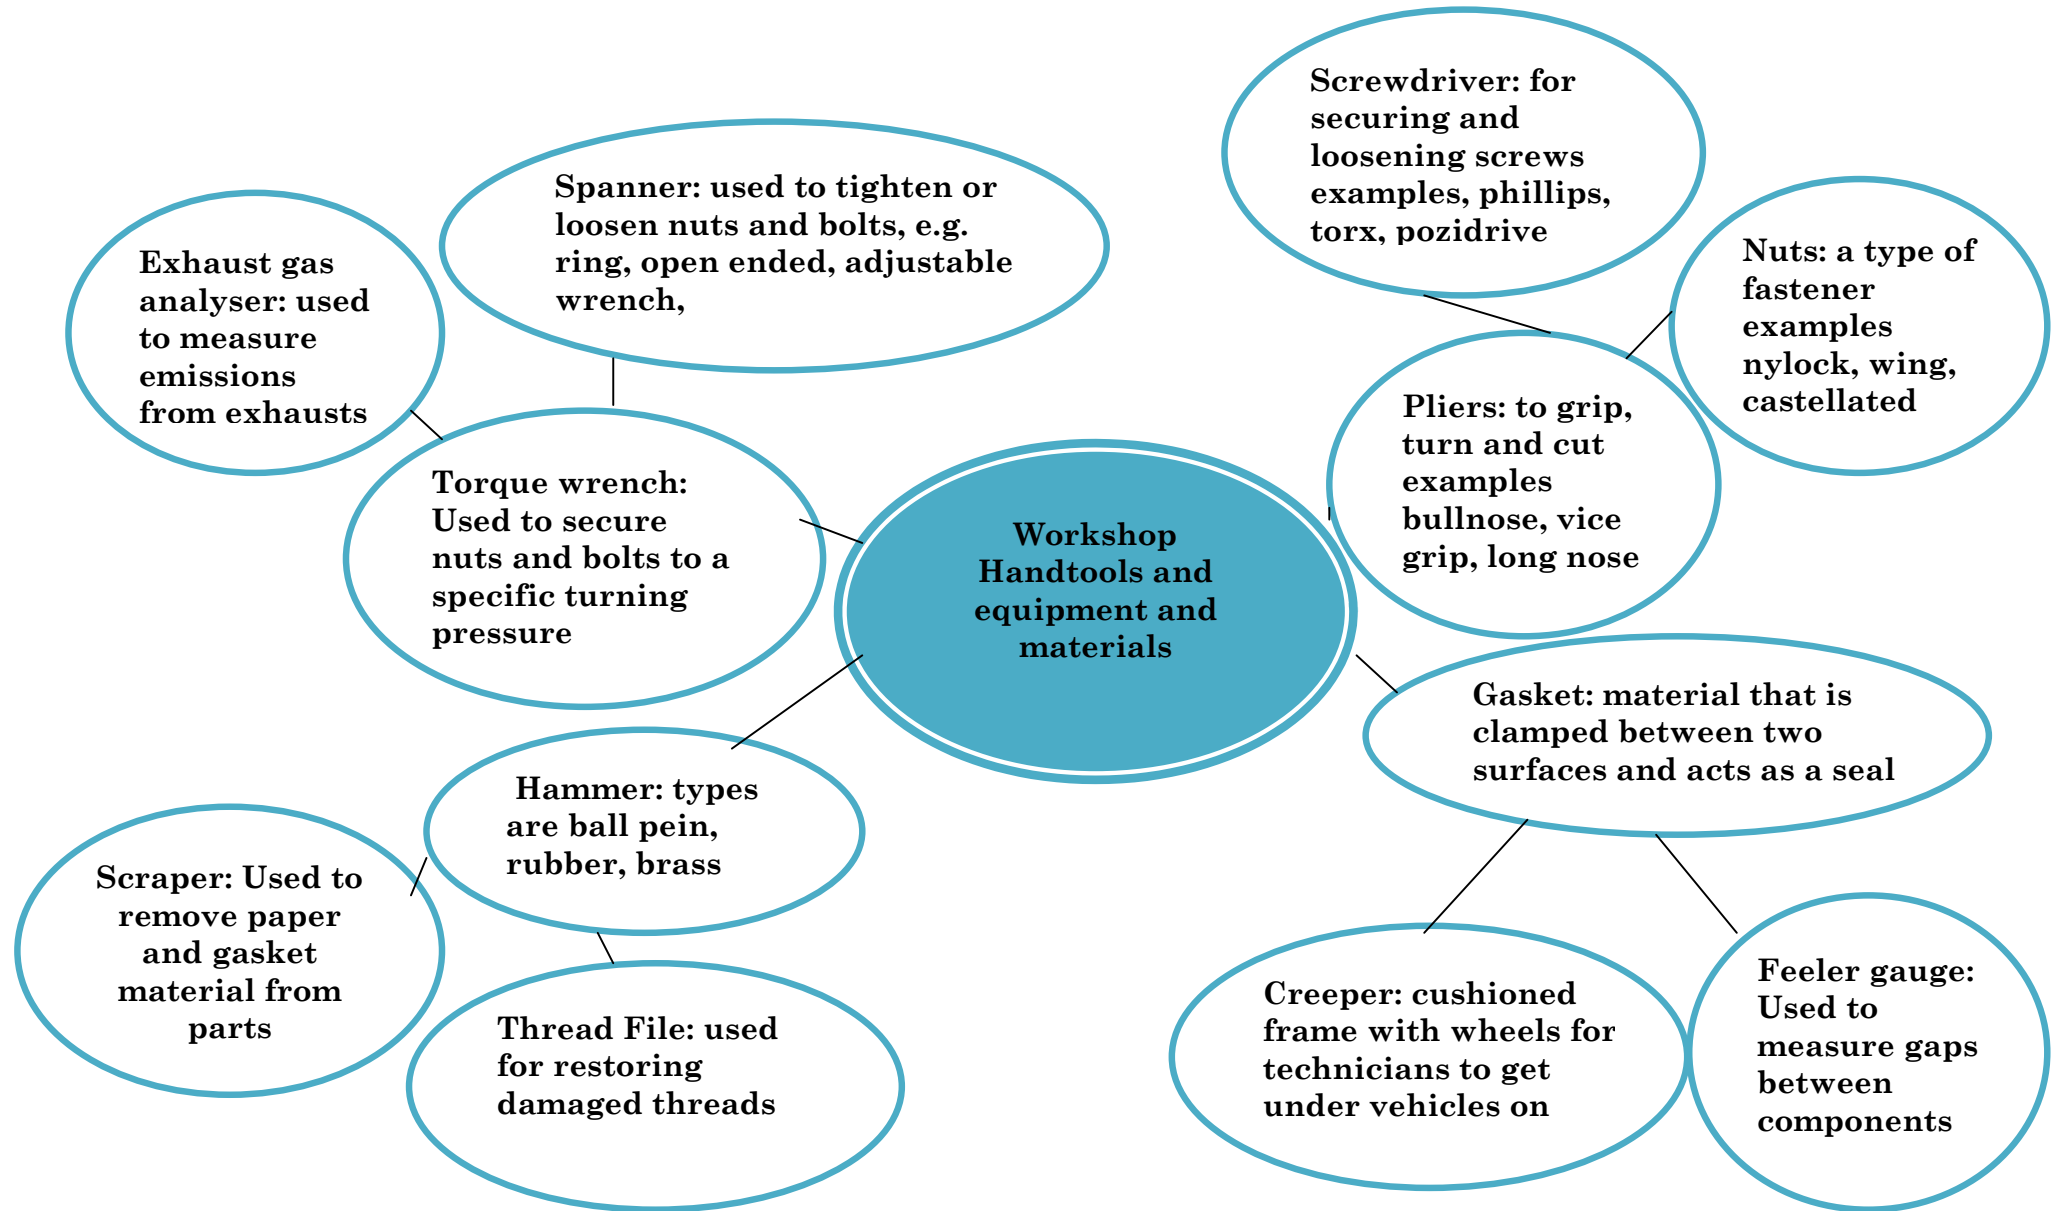 Screwdriver: for
securing and
loosening screws
examples, phillips,
torx, pozidrive
Spanner: used to tighten or
loosen nuts and bolts, e.g.
ring, open ended, adjustable
wrench,
Exhaust gas
analyser: used
to measure
emissions
from exhausts
Nuts: a type of
fastener
examples
nylock, wing,
castellated
Pliers: to grip,
turn and cut
examples
bullnose, vice
grip, long nose
Torque wrench:
Used to secure
nuts and bolts to a
specific turning
pressure
Workshop
Handtools and
equipment and
materials
Gasket: material that is
clamped between two
surfaces and acts as a seal
Hammer: types
are ball pein,
rubber, brass
Scraper: Used to
remove paper
and gasket
material from
parts
Thread File: used
for restoring
damaged threads
Creeper: cushioned
frame with wheels for
technicians to get
under vehicles on
Feeler gauge:
Used to
measure gaps
between
components